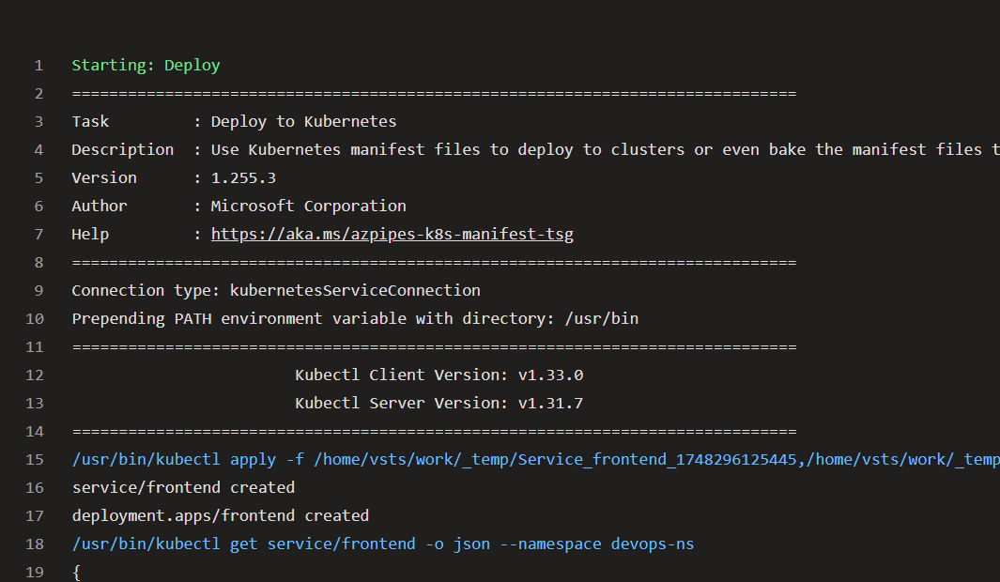 1 Starting: Deploy
2 ==============================================================================
3 Task         : Deploy to Kubernetes
4 Description  : Use Kubernetes manifest files to deploy to clusters or even bake the manifest files t
5 Version      : 1.255.3
6 Author       : Microsoft Corporation
7 Help         : https://aka.ms/azpipes-k8s-manifest-tsg
8 ==============================================================================
9 Connection type: kubernetesServiceConnection
10 Prepending PATH environment variable with directory: /usr/bin
11 ==============================================================================
12                         Kubectl Client Version: v1.33.0
13                         Kubectl Server Version: v1.31.7
14 ==============================================================================
15 /usr/bin/kubectl apply -f /home/vsts/work/_temp/Service_frontend_1748296125445,/home/vsts/work/_temp
16 service/frontend created
17 deployment.apps/frontend created
18 /usr/bin/kubectl get service/frontend -o json --namespace devops-ns
19 {